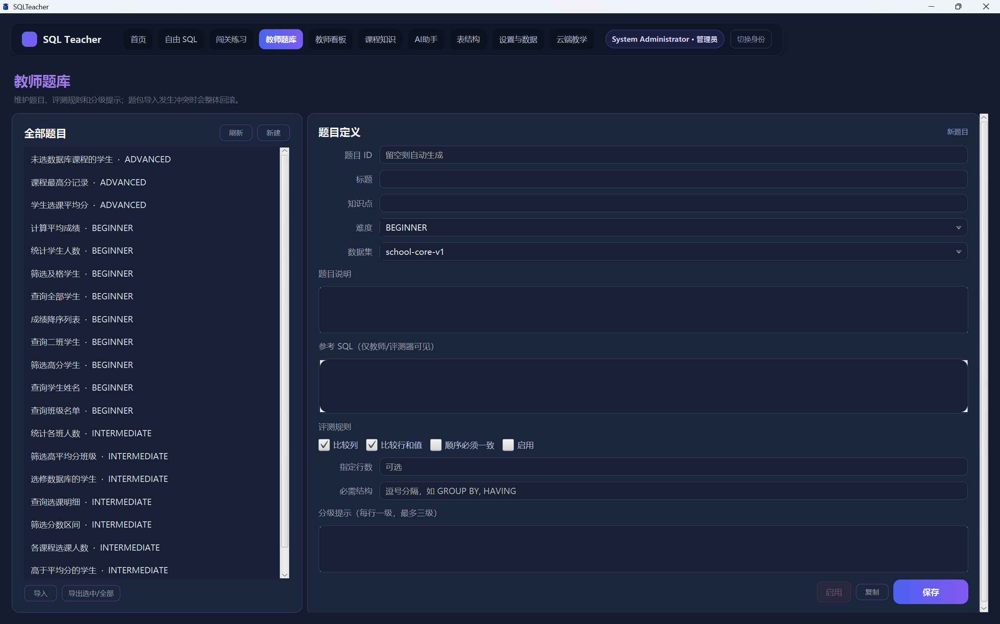 SQLTeacher
SQL Teacher 首页 自由 SQL 闯关练习 教师题库 教师看板 课程知识 AI助手 表结构 设置与数据 云端教学 System Administrator • 管理员 切换身份
教师题库
维护题目、评测规则和分级提示；题包导入发生冲突时会整体回滚。
全部题目 刷新 新建
未选数据库课程的学生 · ADVANCED
课程最高分记录 · ADVANCED
学生选课平均分 · ADVANCED
计算平均成绩 · BEGINNER
统计学生人数 · BEGINNER
筛选及格学生 · BEGINNER
查询全部学生 · BEGINNER
成绩降序列表 · BEGINNER
查询二班学生 · BEGINNER
筛选高分学生 · BEGINNER
查询学生姓名 · BEGINNER
查询班级名单 · BEGINNER
统计各班人数 · INTERMEDIATE
筛选高平均分班级 · INTERMEDIATE
选修数据库的学生 · INTERMEDIATE
查询选课明细 · INTERMEDIATE
筛选分数区间 · INTERMEDIATE
各课程选课人数 · INTERMEDIATE
高于平均分的学生 · INTERMEDIATE
导入 导出选中/全部
题目定义 新题目
题目 ID 留空则自动生成
标题
知识点
难度 BEGINNER
数据集 school-core-v1
题目说明
参考 SQL（仅教师/评测器可见）
评测规则
比较列 比较行和值 顺序必须一致 启用
指定行数 可选
必需结构 逗号分隔，如 GROUP BY, HAVING
分级提示（每行一级，最多三级）
启用 复制 保存